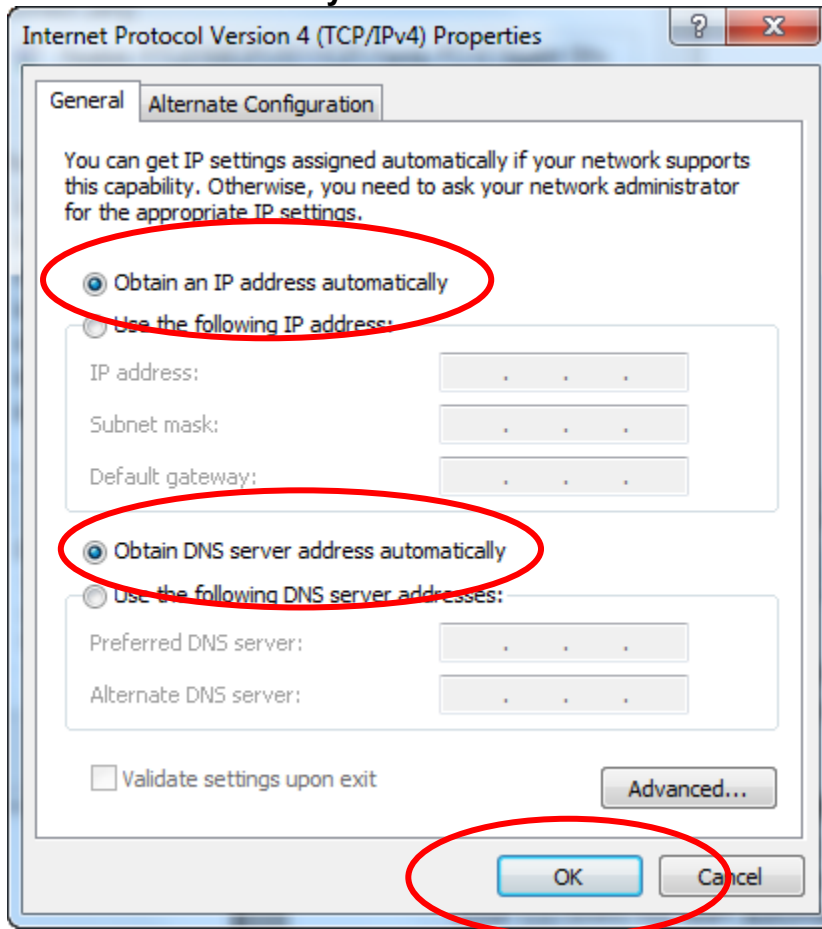 Internet Protocol Version 4 (TCP/IPv4) Properties
General
Alternate Configuration
You can get IP settings assigned automatically if your network supports
this capability. Otherwise, you need to ask your network administrator
for the appropriate IP settings.
Obtain an IP address automatically
Use the following IP address:
IP address:
Subnet mask:
Default gateway:
Obtain DNS server address automatically
Use the following DNS server addresses:
Preferred DNS server:
Alternate DNS server:
Validate settings upon exit
Advanced...
OK
Cancel